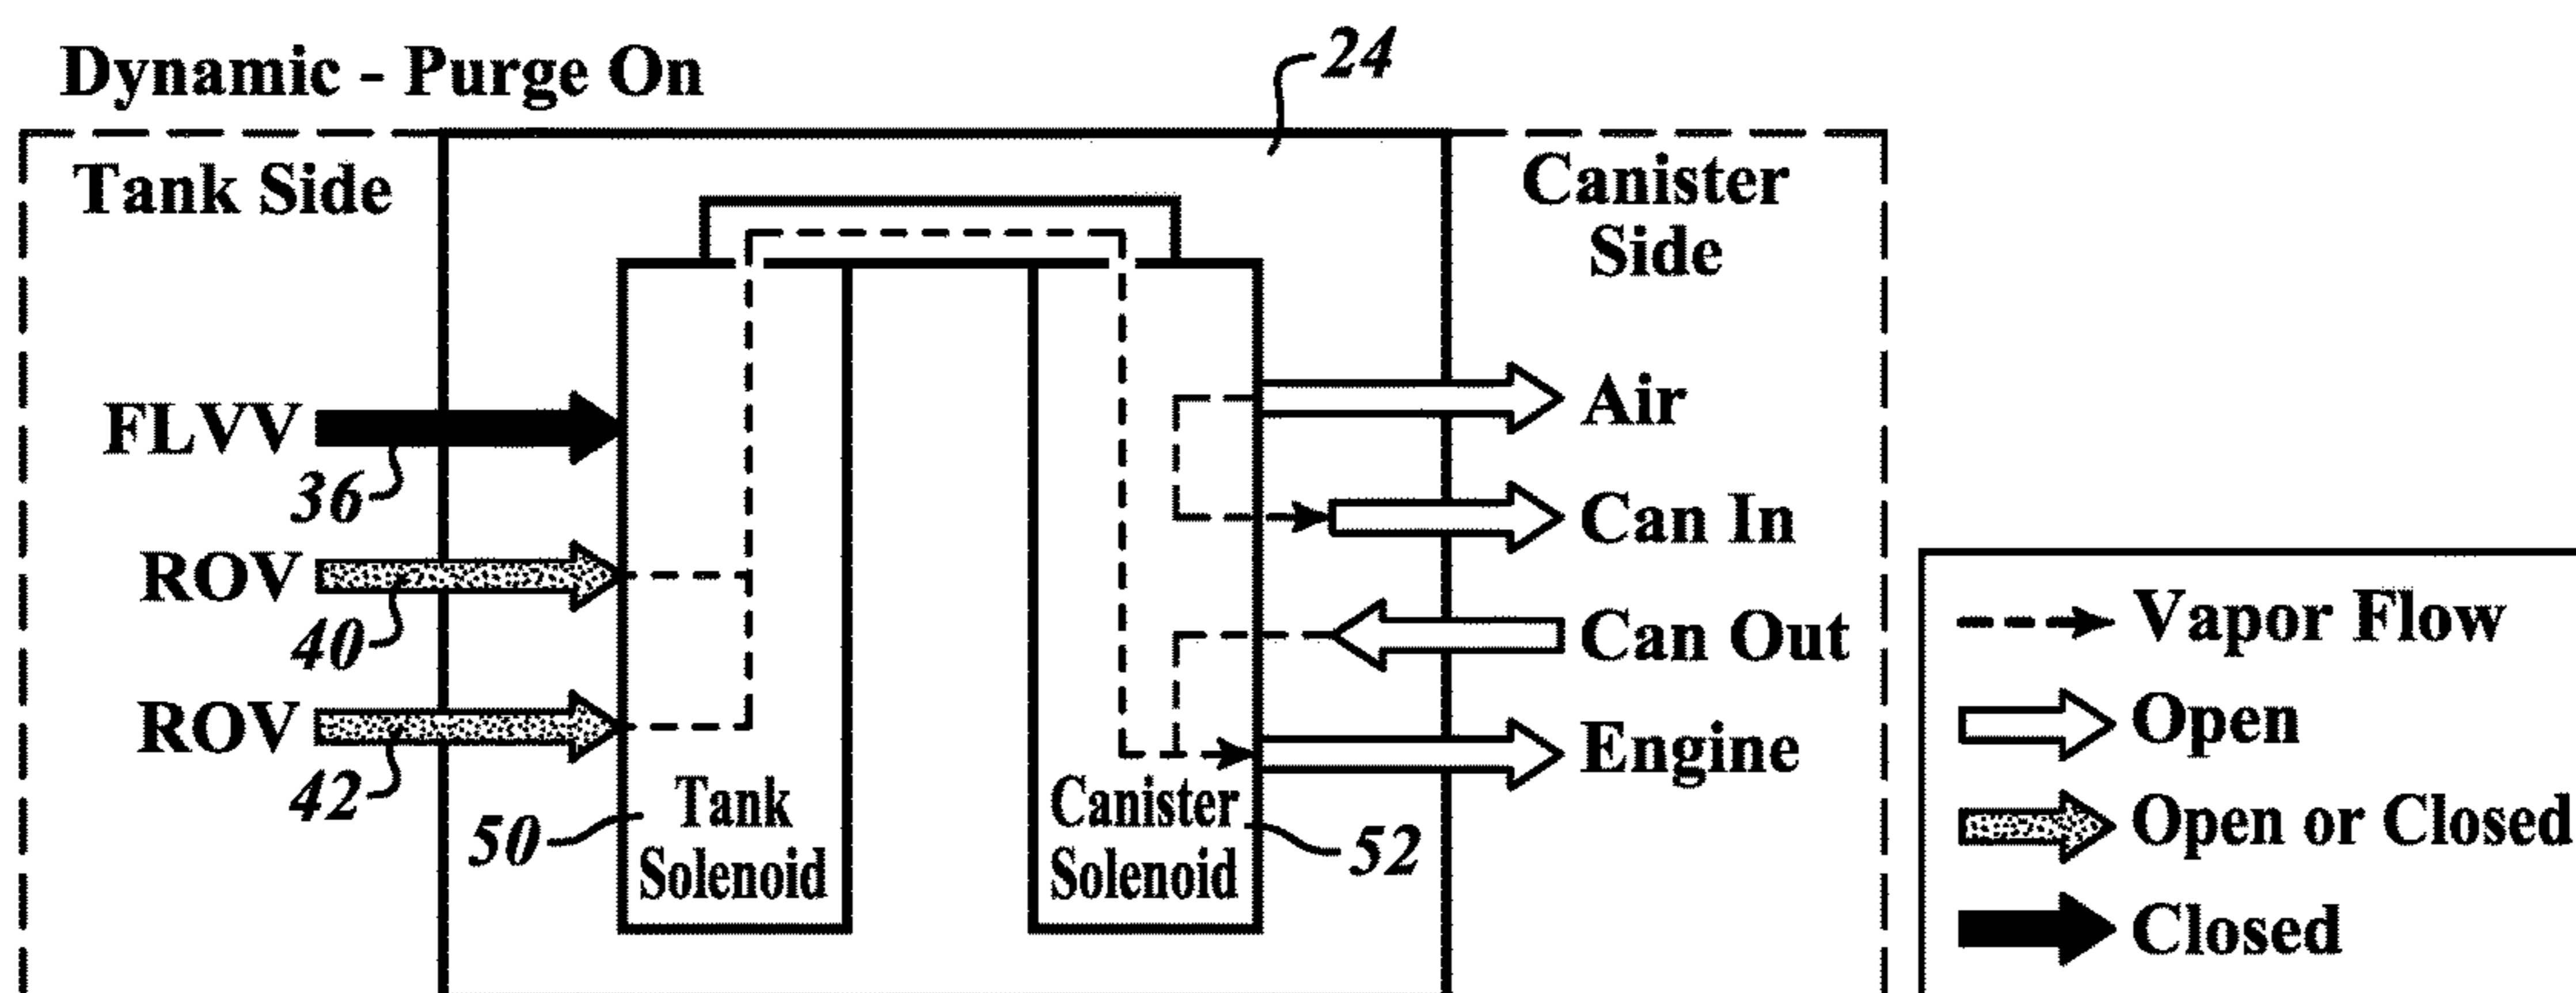 Dynamic - Purge On
24
Tank Side
Canister
Side
FLVV
36
ROV
40
ROV
42
50
Tank
Solenoid
Canister
Solenoid
52
Air
Can In
Can Out
Engine
Vapor Flow
Open
Open or Closed
Closed